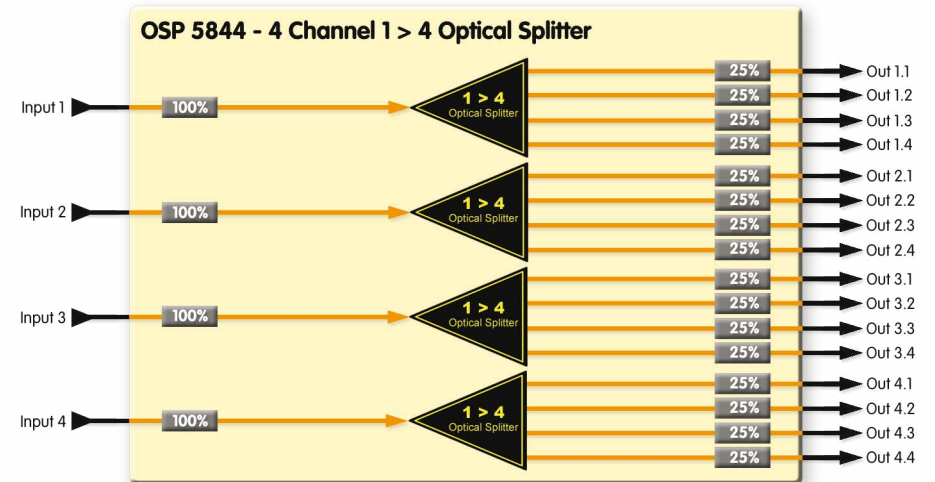 OSP 5844 - 4 Channel 1 > 4 Optical Splitter
Input 1
100%
1 > 4
Optical Splitter
25%
Out 1.1
25%
Out 1.2
25%
Out 1.3
25%
Out 1.4
Input 2
100%
1 > 4
Optical Splitter
25%
Out 2.1
25%
Out 2.2
25%
Out 2.3
25%
Out 2.4
Input 3
100%
1 > 4
Optical Splitter
25%
Out 3.1
25%
Out 3.2
25%
Out 3.3
25%
Out 3.4
Input 4
100%
1 > 4
Optical Splitter
25%
Out 4.1
25%
Out 4.2
25%
Out 4.3
25%
Out 4.4